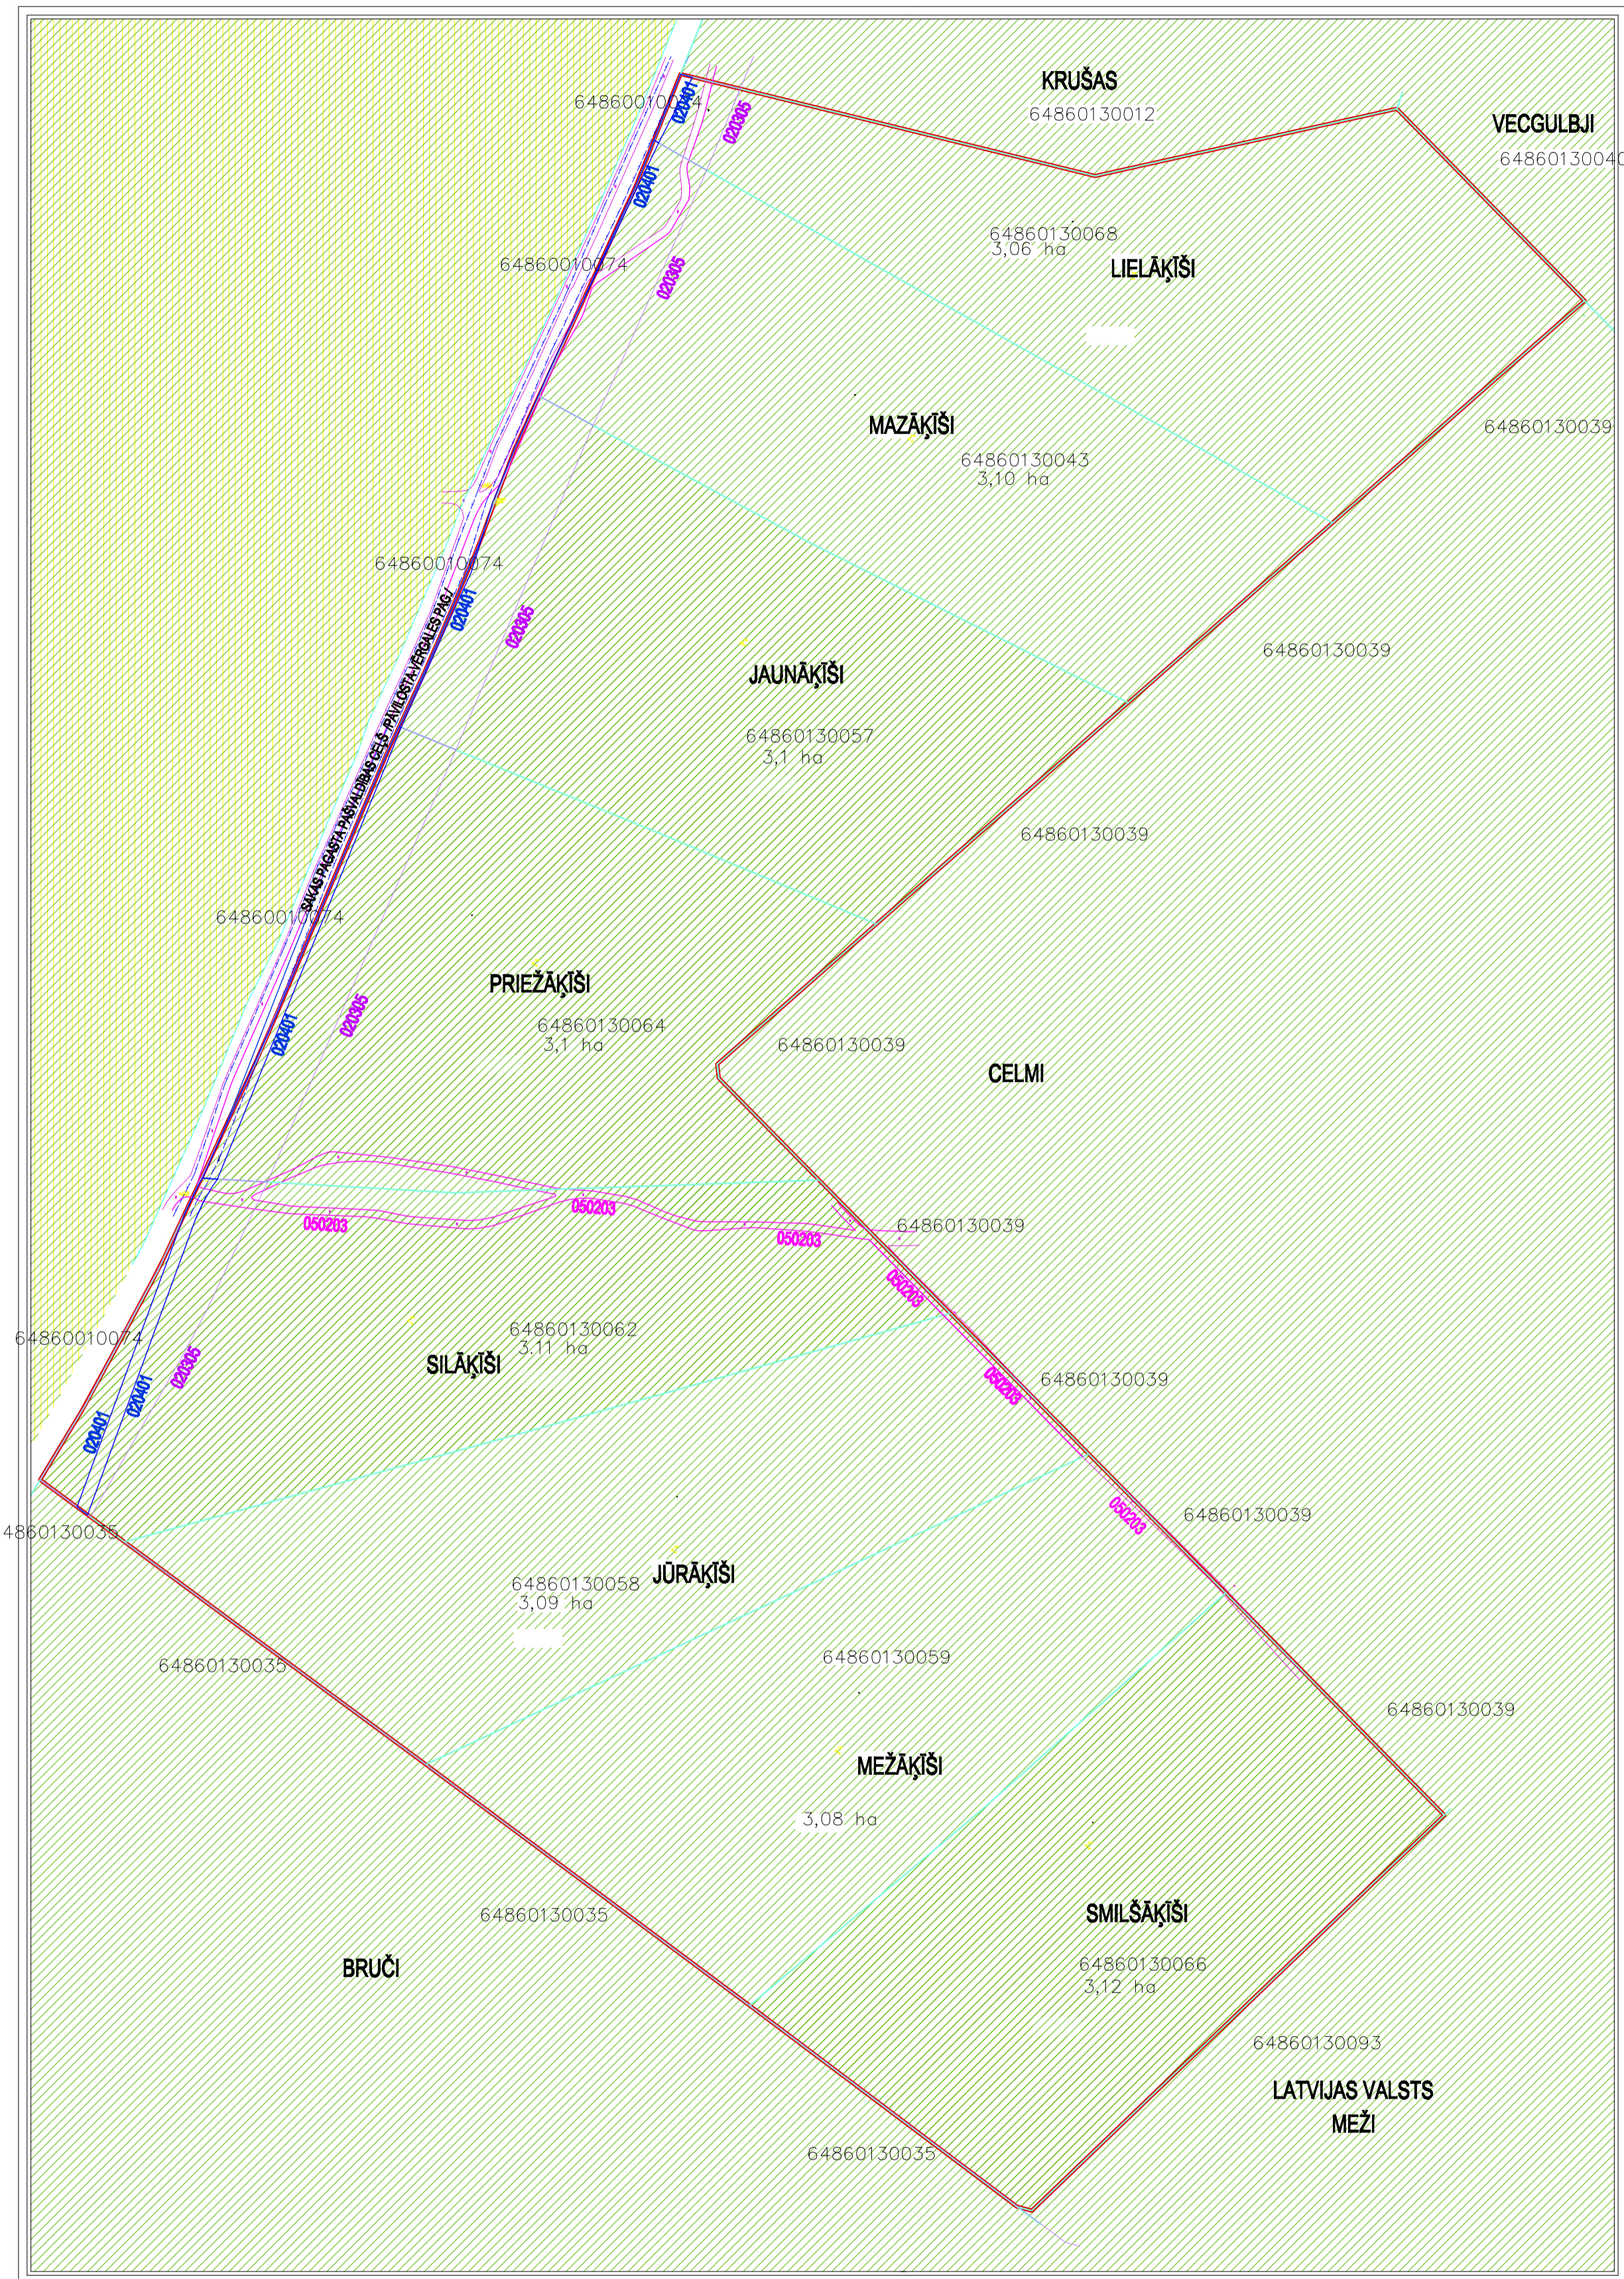 KRUŠAS
64860130012
VECGULBJI
64860130040
64860010074
020401
020305
020401
64860010074
020305
64860130068
3,06 ha
LIELĀĶĪŠI
MAZĀĶĪŠI
64860130043
3,10 ha
64860130039
64860010074
020401
020305
JAUNĀĶĪŠI
64860130057
3,1 ha
64860130039
SAKAS PAGASTA PAŠVALDĪBAS CEĻŠ /PĀVILOSTA-VĒRGALES PAG./
64860130039
64860010074
020401
020305
PRIEŽĀĶĪŠI
64860130064
3,1 ha
64860130039
CELMI
050203
050203
050203
64860130039
050203
64860010074
020401
020401
020305
64860130062
3.11 ha
SILĀĶĪŠI
050203
64860130039
4860130035
050203
64860130039
64860130058
3,09 ha
JŪRĀĶĪŠI
64860130035
64860130059
MEŽĀĶĪŠI
3,08 ha
64860130039
64860130035
SMILŠĀĶĪŠI
64860130066
3,12 ha
BRUČI
64860130093
LATVIJAS VALSTS
MEŽI
64860130035